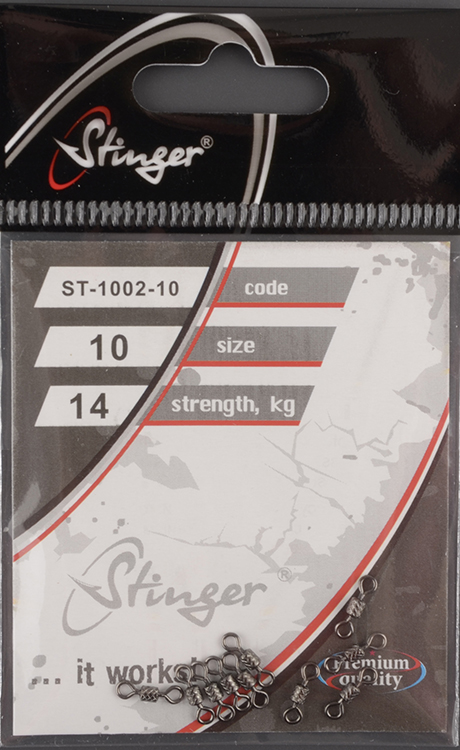 Stinger®
ST-1002-10 code
10 size
14 strength, kg
Stinger®
... it works
Premium
quality